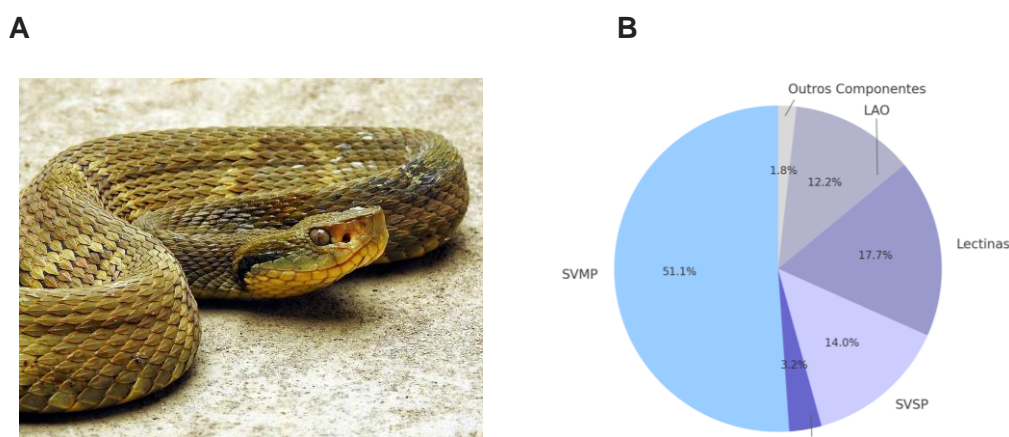 A
B
Outros Componentes
LAO
1.8%
12.2%
Lectinas
17.7%
SVMP
51.1%
14.0%
3.2%
SVSP